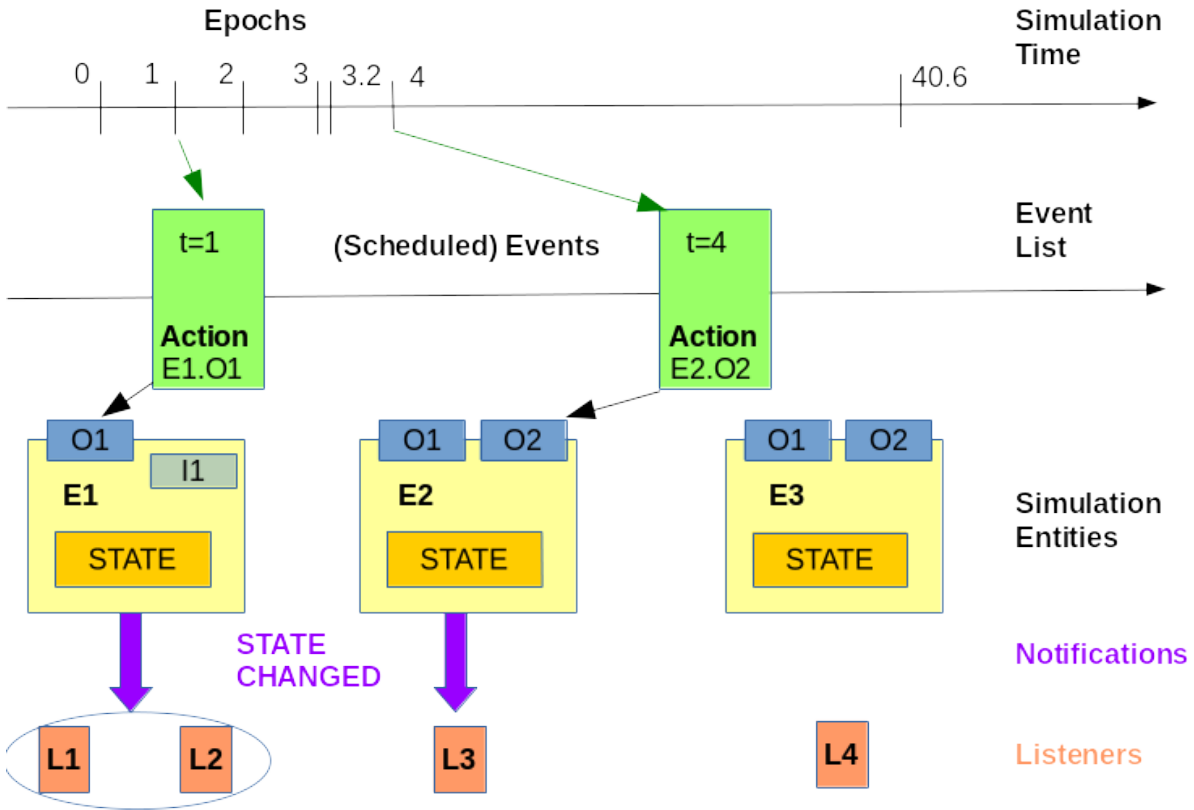 Epochs
Simulation
Time
0
1
2
3
3.2
4
40.6
t=1
(Scheduled) Events
t=4
Event
List
Action
E1.O1
Action
E2.O2
O1
I1
E1
STATE
O1
O2
E2
STATE
O1
O2
E3
STATE
Simulation
Entities
STATE
CHANGED
Notifications
L1
L2
L3
L4
Listeners